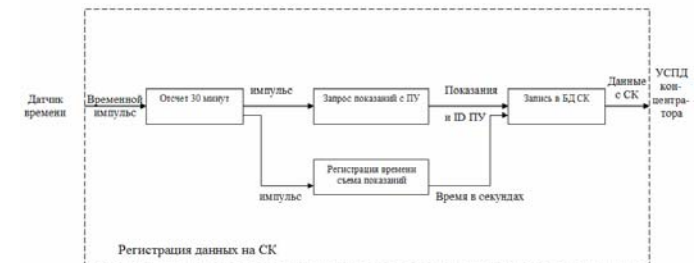 Датчик
времени
Временной
импульс
Отсчет 30 минут
импульс
Запрос показаний с ПУ
Показания
и ID ПУ
Запись в БД СК
Данные
с СК
УСПД
кон-
центра-
тора
импульс
Регистрация времени
съема показаний
Время в секундах
Регистрация данных на СК